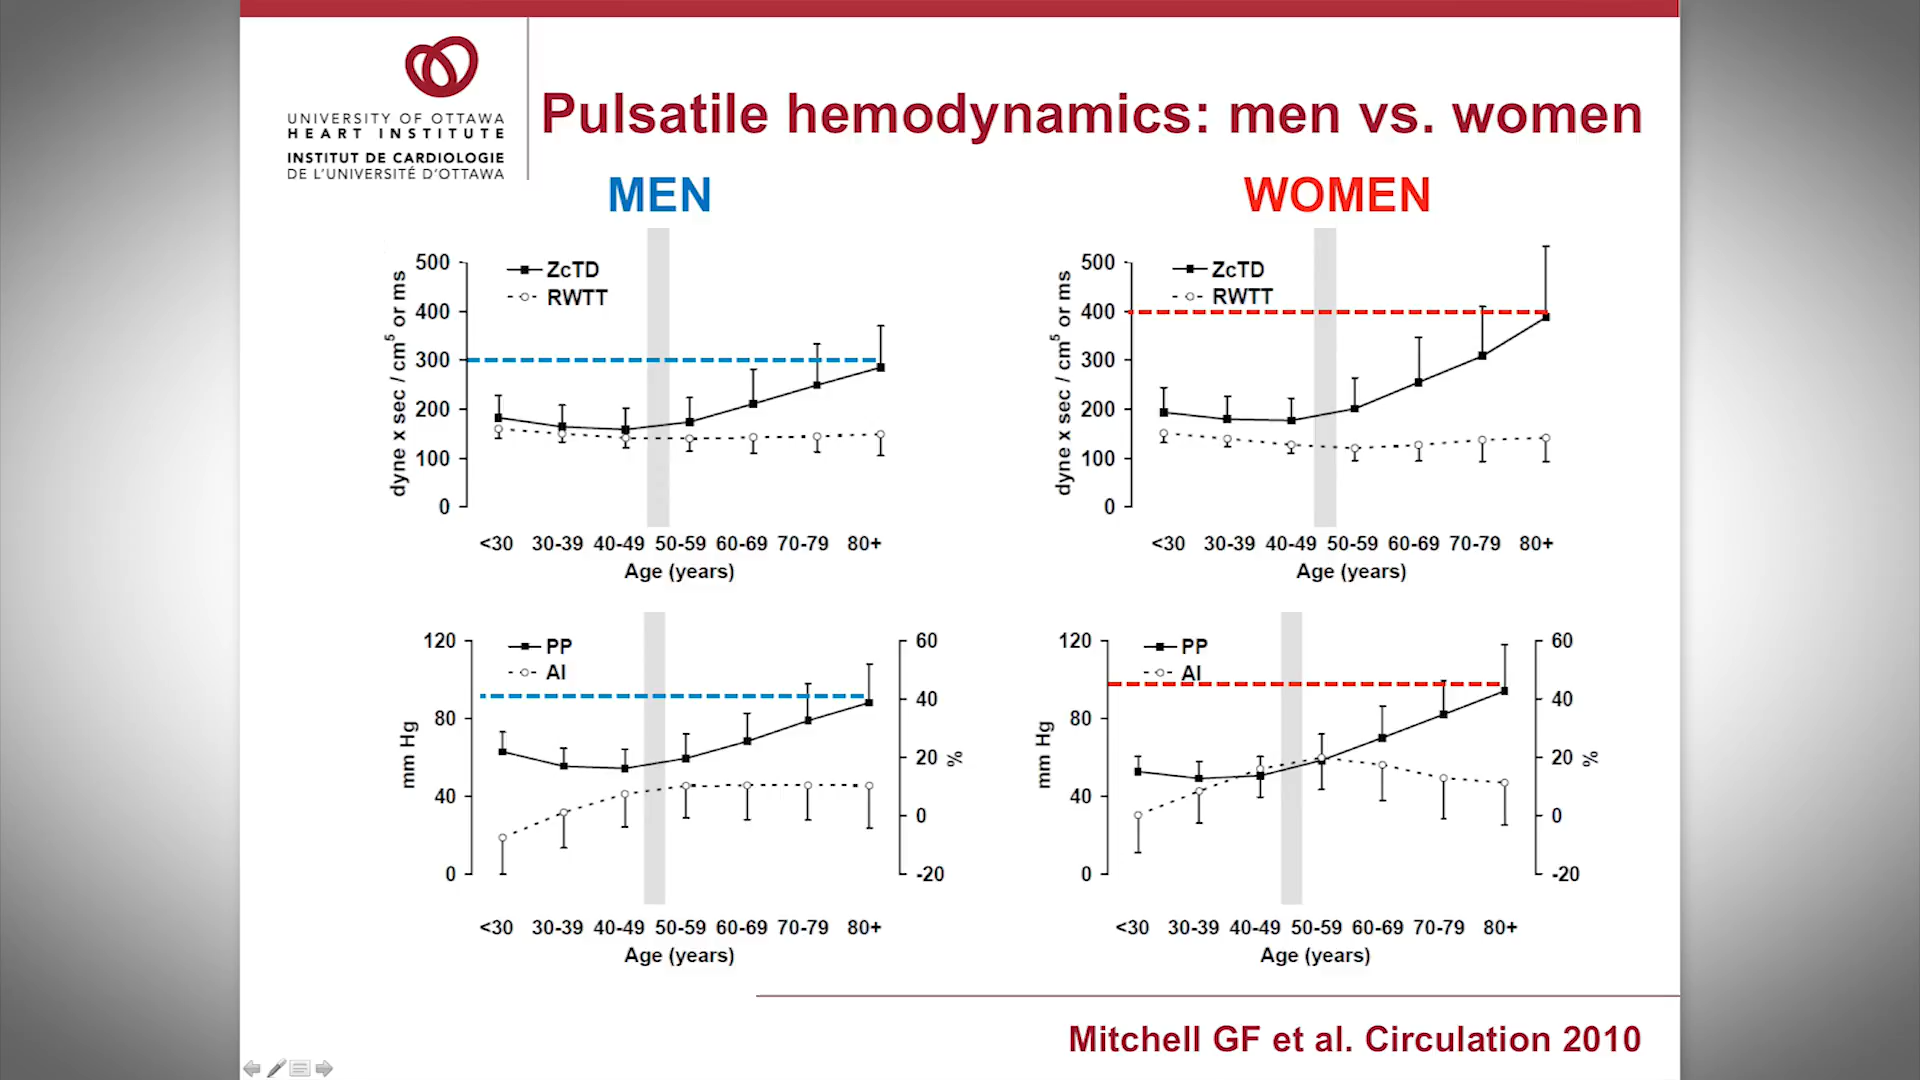 UNIVERSITY OF OTTAWA
HEART INSTITUTE
INSTITUT DE CARDIOLOGIE
DE L'UNIVERSITÉ D'OTTAWA
Pulsatile hemodynamics: men vs. women
MEN
WOMEN
dyne x sec / cm5 or ms
500
400
300
200
100
0
ZcTD
RWTT
<30 30-39 40-49 50-59 60-69 70-79 80+
Age (years)
dyne x sec / cm5 or ms
500
400
300
200
100
0
ZcTD
RWTT
<30 30-39 40-49 50-59 60-69 70-79 80+
Age (years)
mm Hg
120
80
40
0
PP
AI
60
40
20
0
-20
%
<30 30-39 40-49 50-59 60-69 70-79 80+
Age (years)
mm Hg
120
80
40
0
PP
AI
60
40
20
0
-20
%
<30 30-39 40-49 50-59 60-69 70-79 80+
Age (years)
Mitchell GF et al. Circulation 2010